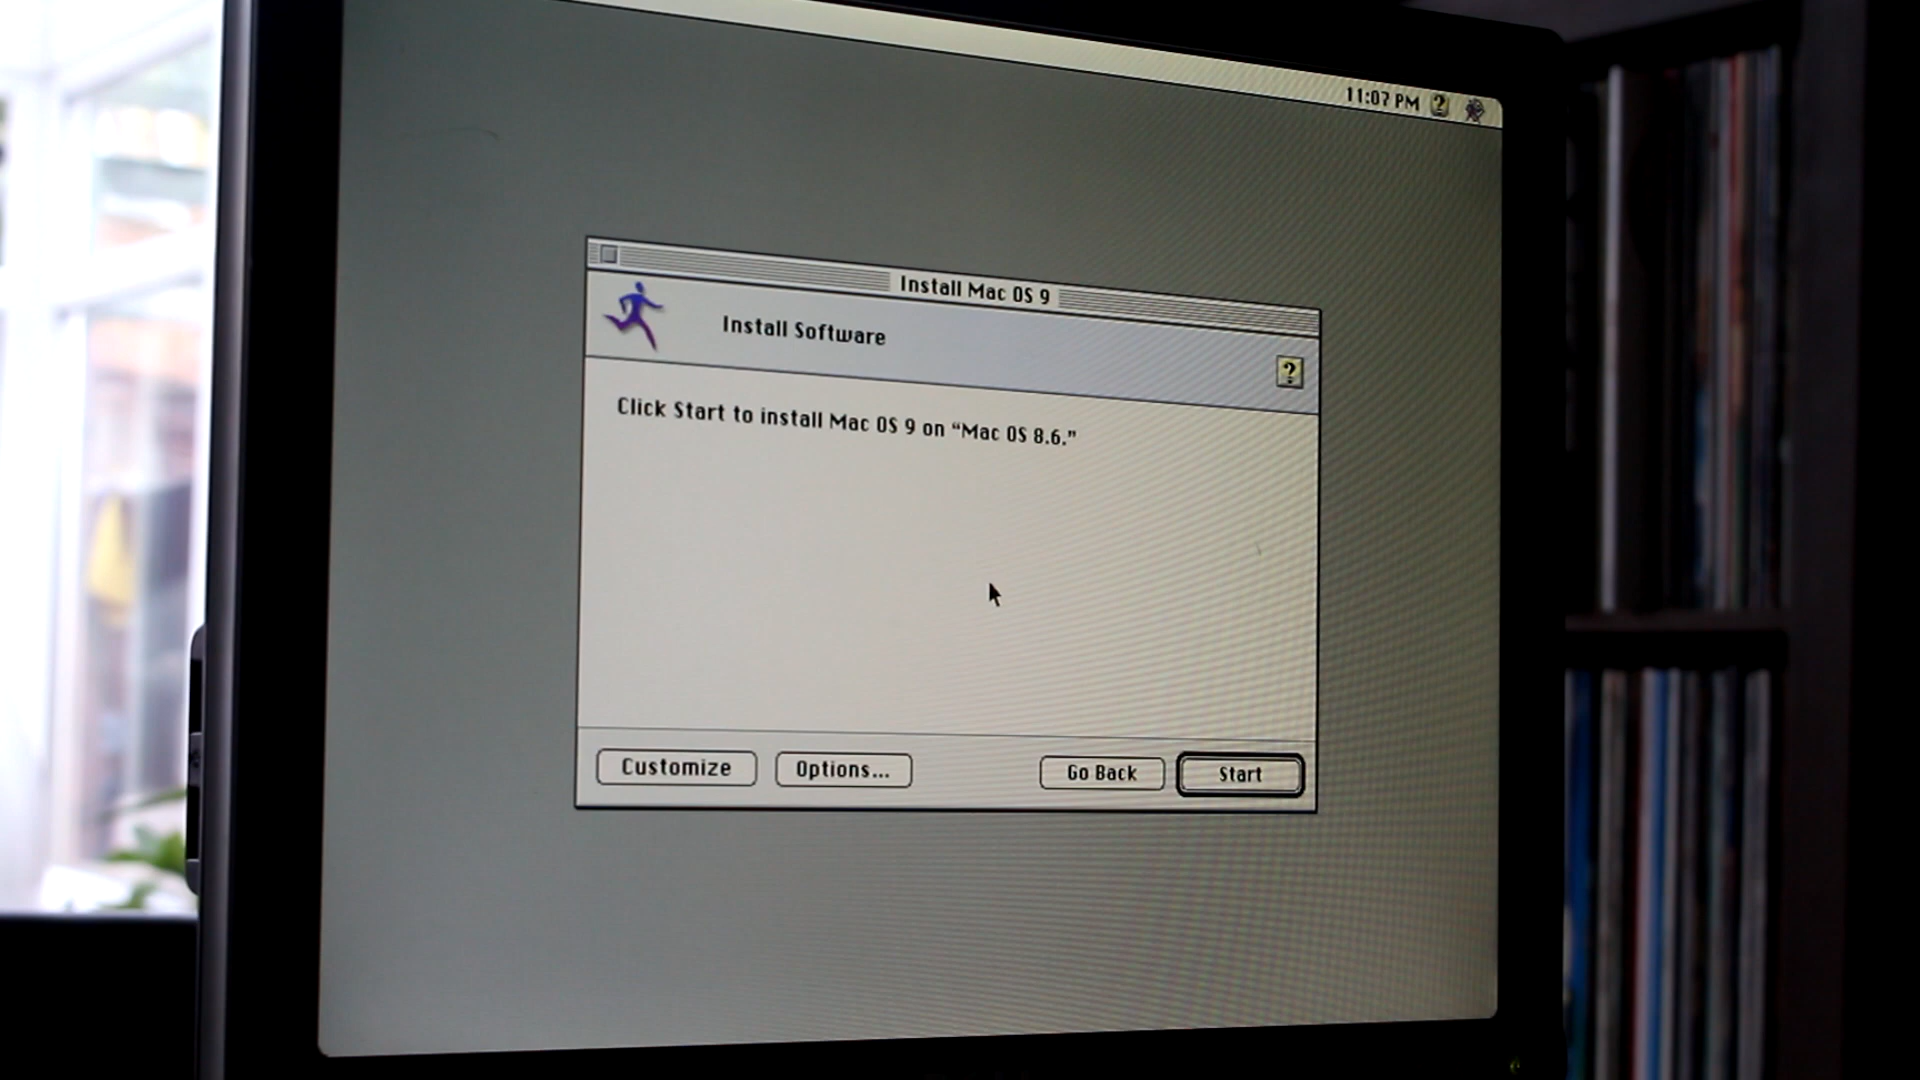 11:07 PM
Install Mac OS 9
Install Software
?
Click Start to install Mac OS 9 on “Mac OS 8.6.”
Customize Options... Go Back Start